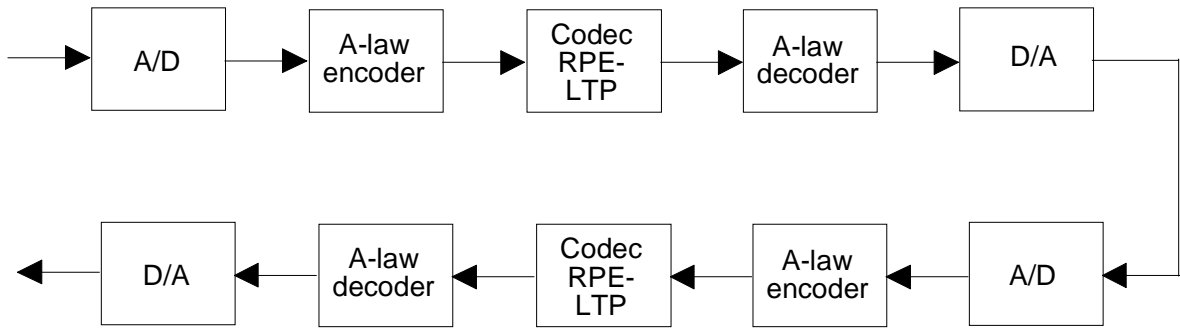 A/D
A-law
encoder
Codec
RPE-
LTP
A-law
decoder
D/A
D/A
A-law
decoder
Codec
RPE-
LTP
A-law
encoder
A/D